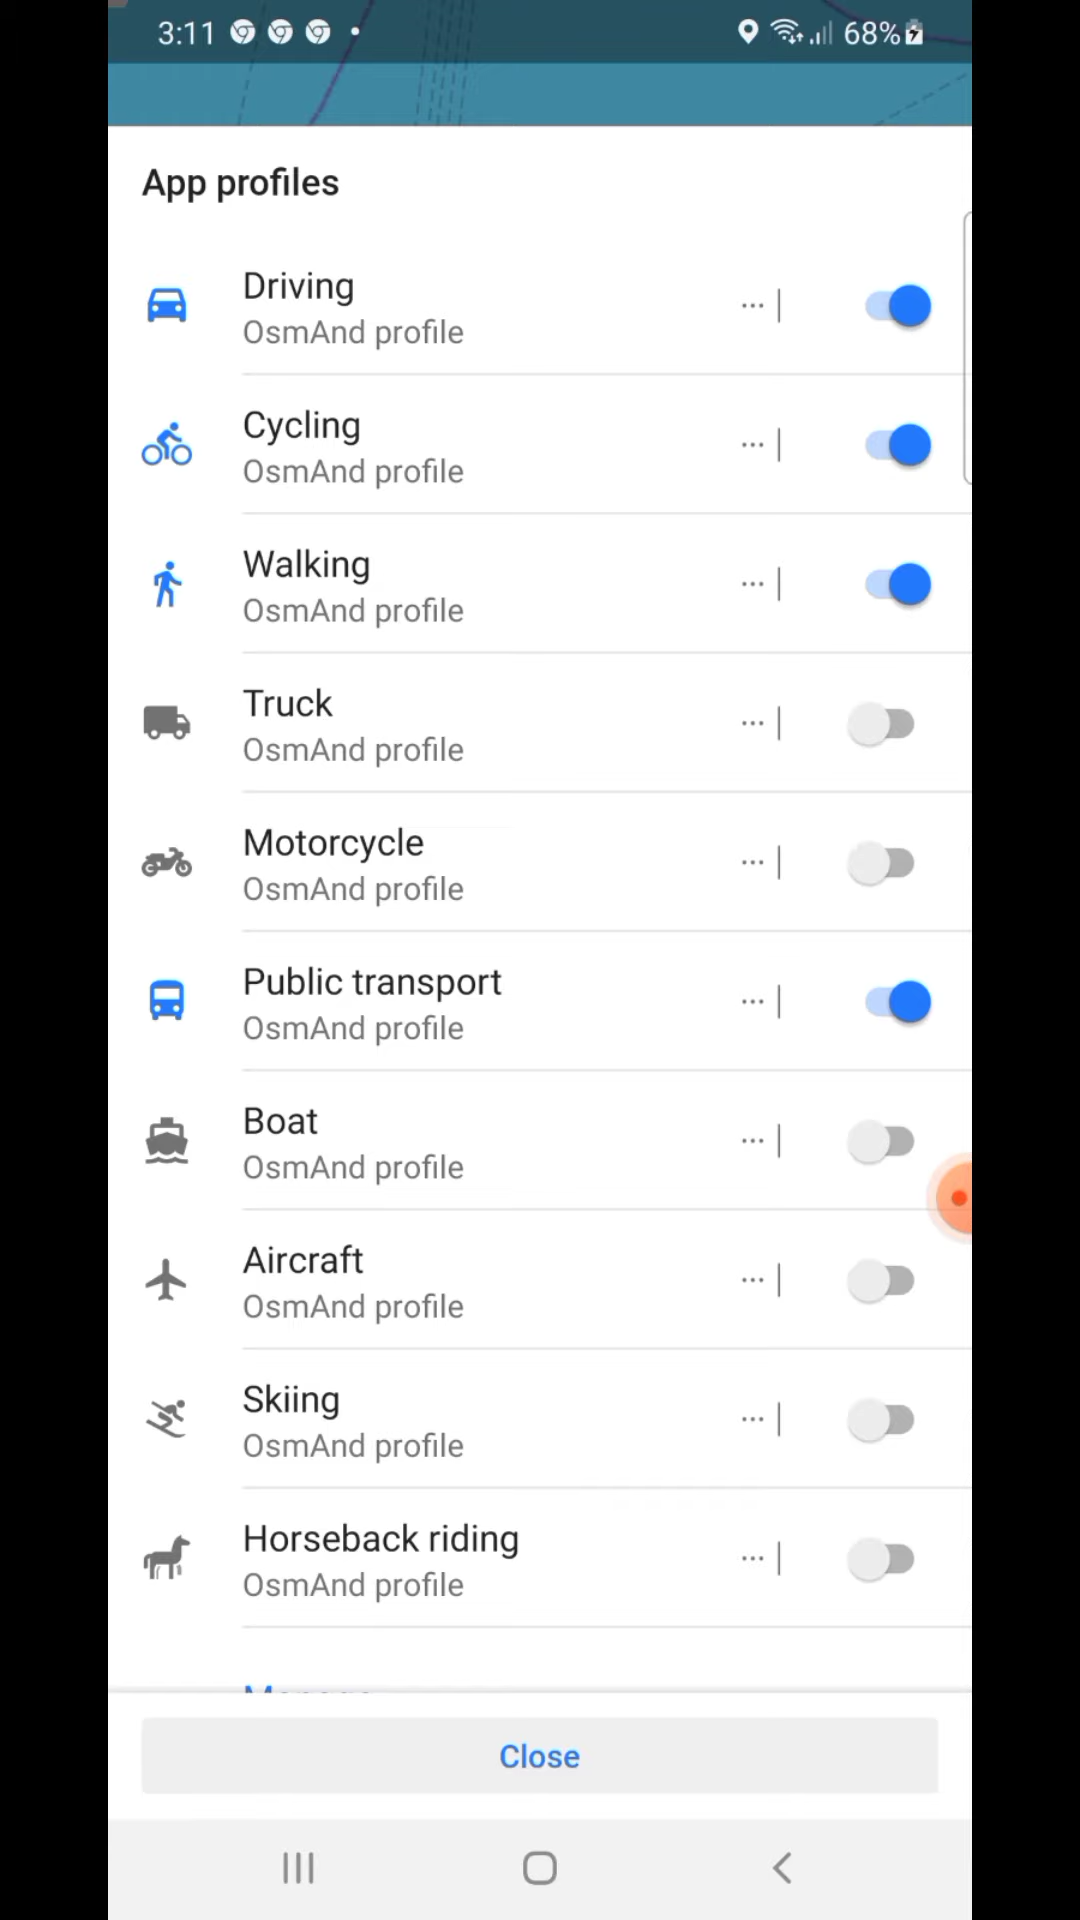 3:11
68%
App profiles
Driving
OsmAnd profile
Cycling
OsmAnd profile
Walking
OsmAnd profile
Truck
OsmAnd profile
Motorcycle
OsmAnd profile
Public transport
OsmAnd profile
Boat
OsmAnd profile
Aircraft
OsmAnd profile
Skiing
OsmAnd profile
Horseback riding
OsmAnd profile
Close